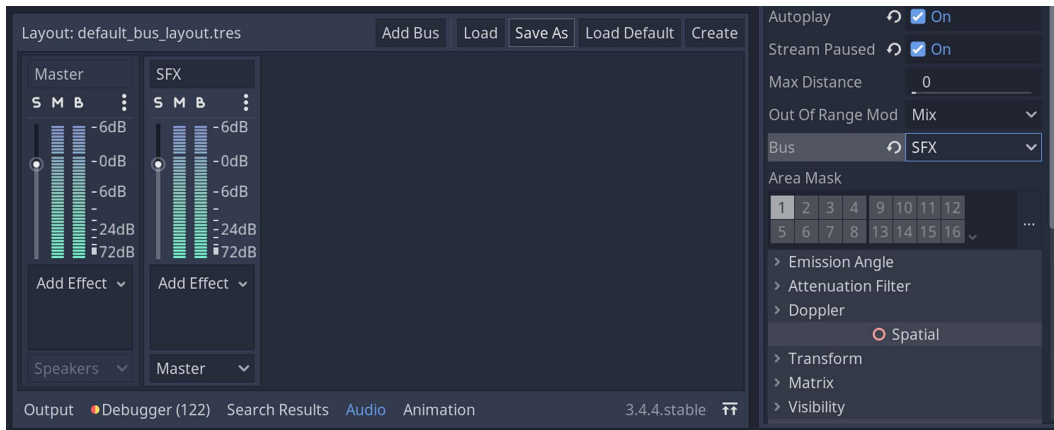 Layout: default_bus_layout.tres
Add Bus
Load
Save As
Load Default
Create
Master
S M B
-6dB
-0dB
-6dB
-24dB
72dB
Add Effect
Speakers
SFX
S M B
-6dB
-0dB
-6dB
-24dB
72dB
Add Effect
Master
Output
Debugger (122)
Search Results
Audio
Animation
3.4.4.stable
Autoplay On
Stream Paused On
Max Distance 0
Out Of Range Mod Mix
Bus SFX
Area Mask
1 2 3 4 9 10 11 12
5 6 7 8 13 14 15 16
...
> Emission Angle
> Attenuation Filter
> Doppler
Spatial
> Transform
> Matrix
> Visibility